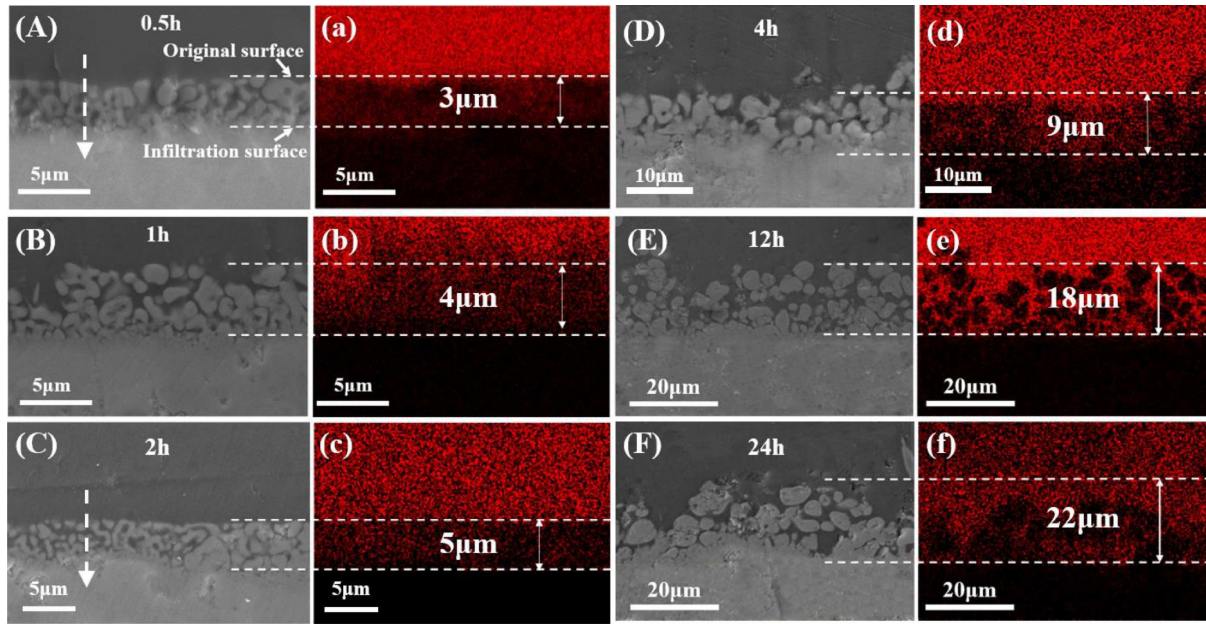 (A)
0.5h
Original surface
Infiltration surface
5μm
(a)
3μm
5μm
(D)
4h
10μm
(d)
9μm
10μm
(B)
1h
5μm
(b)
4μm
5μm
(E)
12h
20μm
(e)
18μm
20μm
(C)
2h
5μm
(c)
5μm
5μm
(F)
24h
20μm
(f)
22μm
20μm